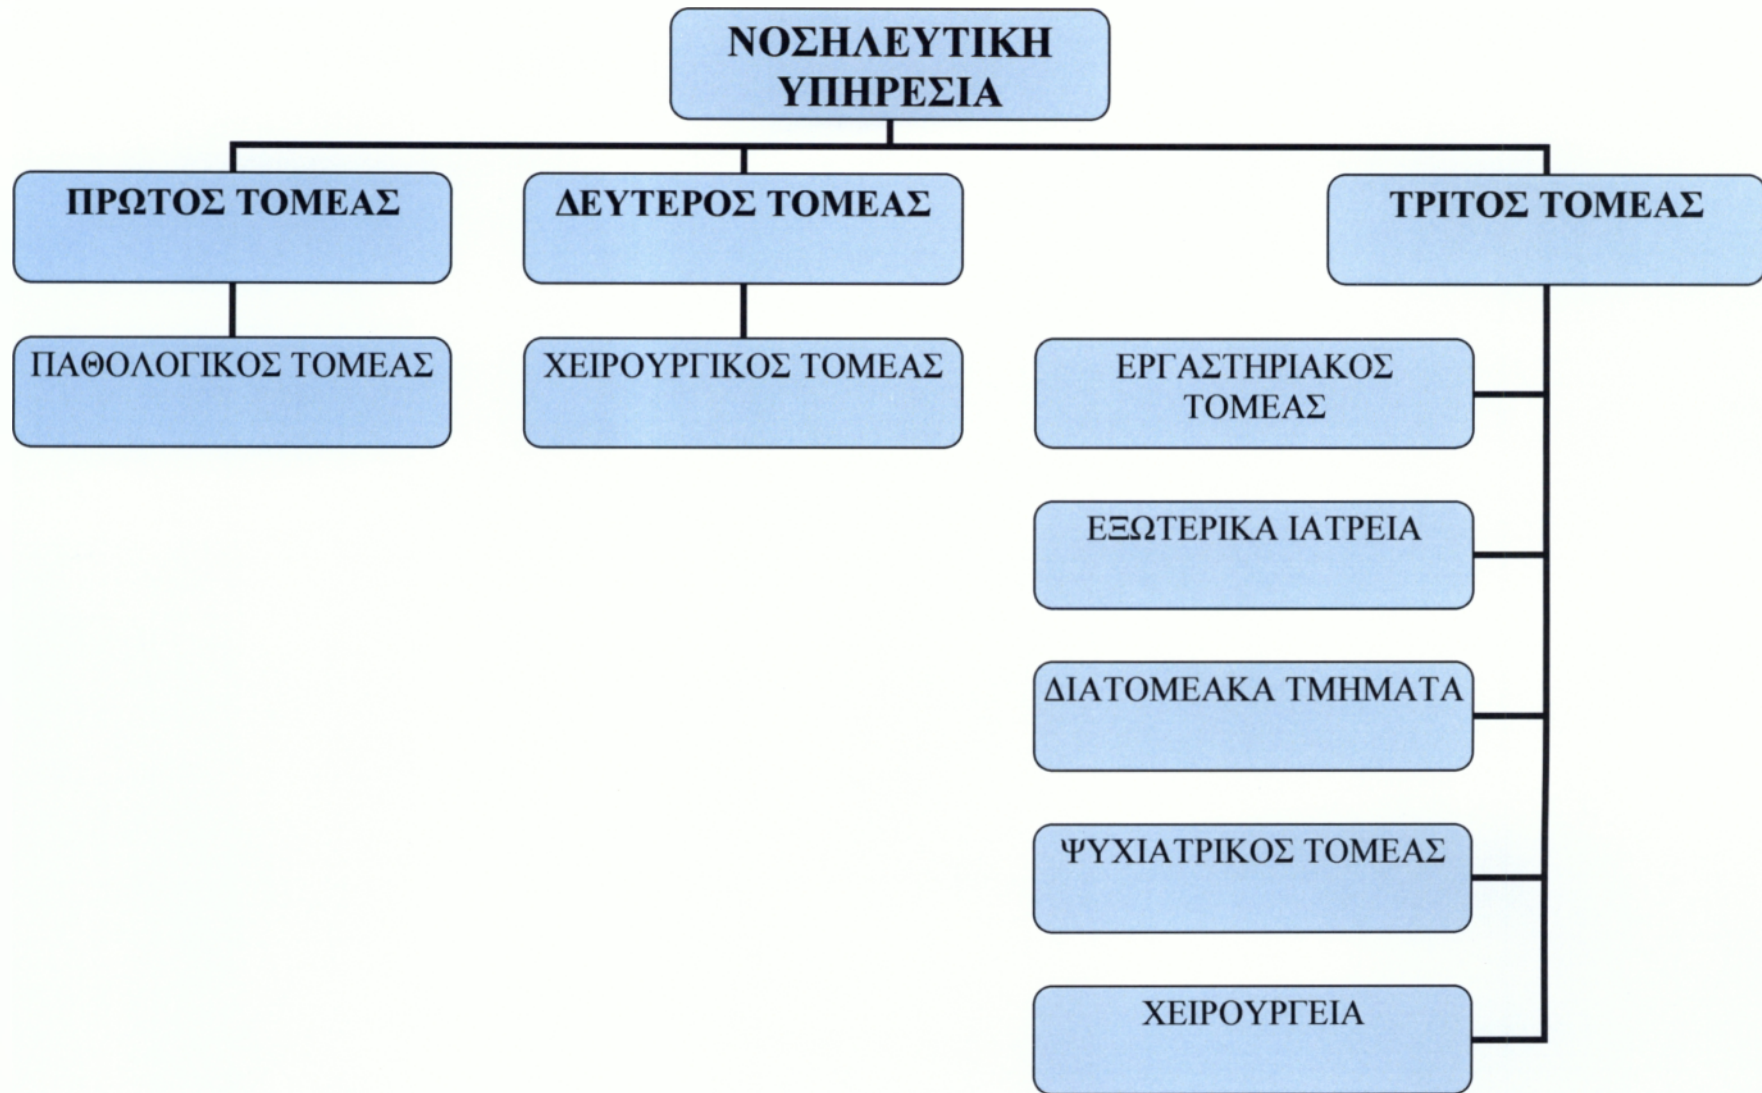 ΝΟΣΗΛΕΥΤΙΚΗ
ΥΠΗΡΕΣΙΑ
ΠΡΩΤΟΣ ΤΟΜΕΑΣ
ΔΕΥΤΕΡΟΣ ΤΟΜΕΑΣ
ΤΡΙΤΟΣ ΤΟΜΕΑΣ
ΠΑΘΟΛΟΓΙΚΟΣ ΤΟΜΕΑΣ
ΧΕΙΡΟΥΡΓΙΚΟΣ ΤΟΜΕΑΣ
ΕΡΓΑΣΤΗΡΙΑΚΟΣ
ΤΟΜΕΑΣ
ΕΞΩΤΕΡΙΚΑ ΙΑΤΡΕΙΑ
ΔΙΑΤΟΜΕΑΚΑ ΤΜΗΜΑΤΑ
ΨΥΧΙΑΤΡΙΚΟΣ ΤΟΜΕΑΣ
ΧΕΙΡΟΥΡΓΕΙΑ